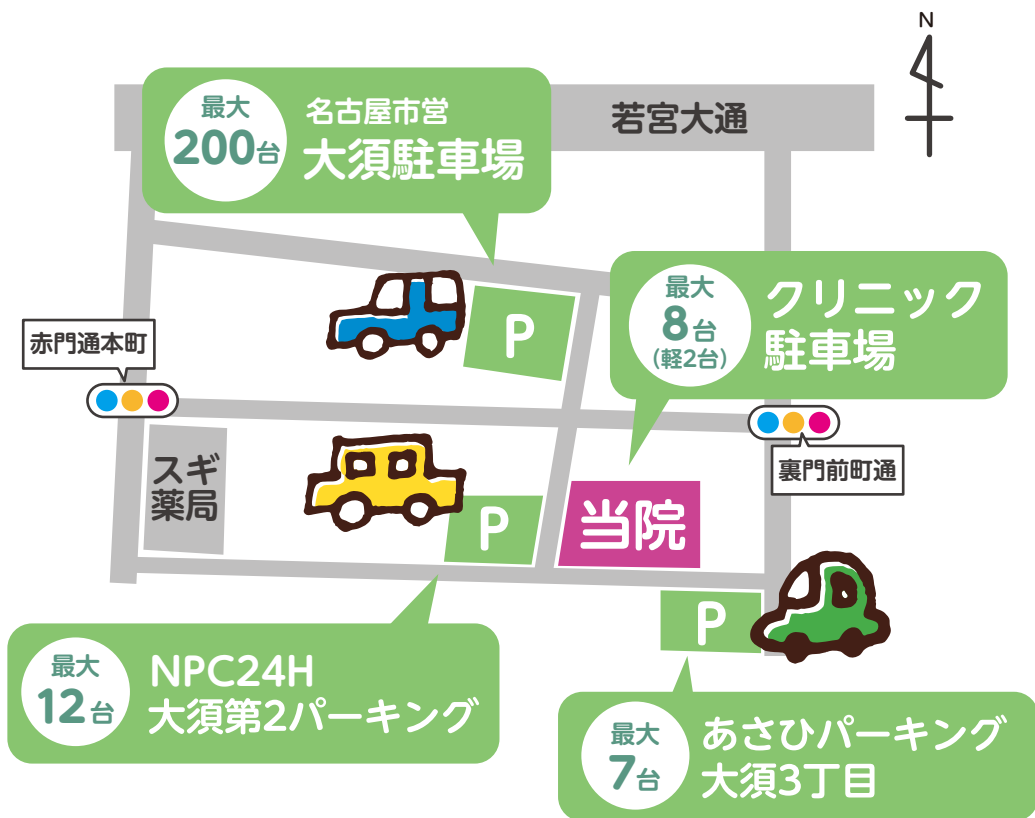 N
最大
200台
名古屋市営
大須駐車場
若宮大通
最大
8台
(軽2台)
クリニック
駐車場
P
赤門通本町
裏門前町通
スギ
薬局
P
当院
P
最大
12台
NPC24H
大須第2パーキング
最大
7台
あさひパーキング
大須3丁目